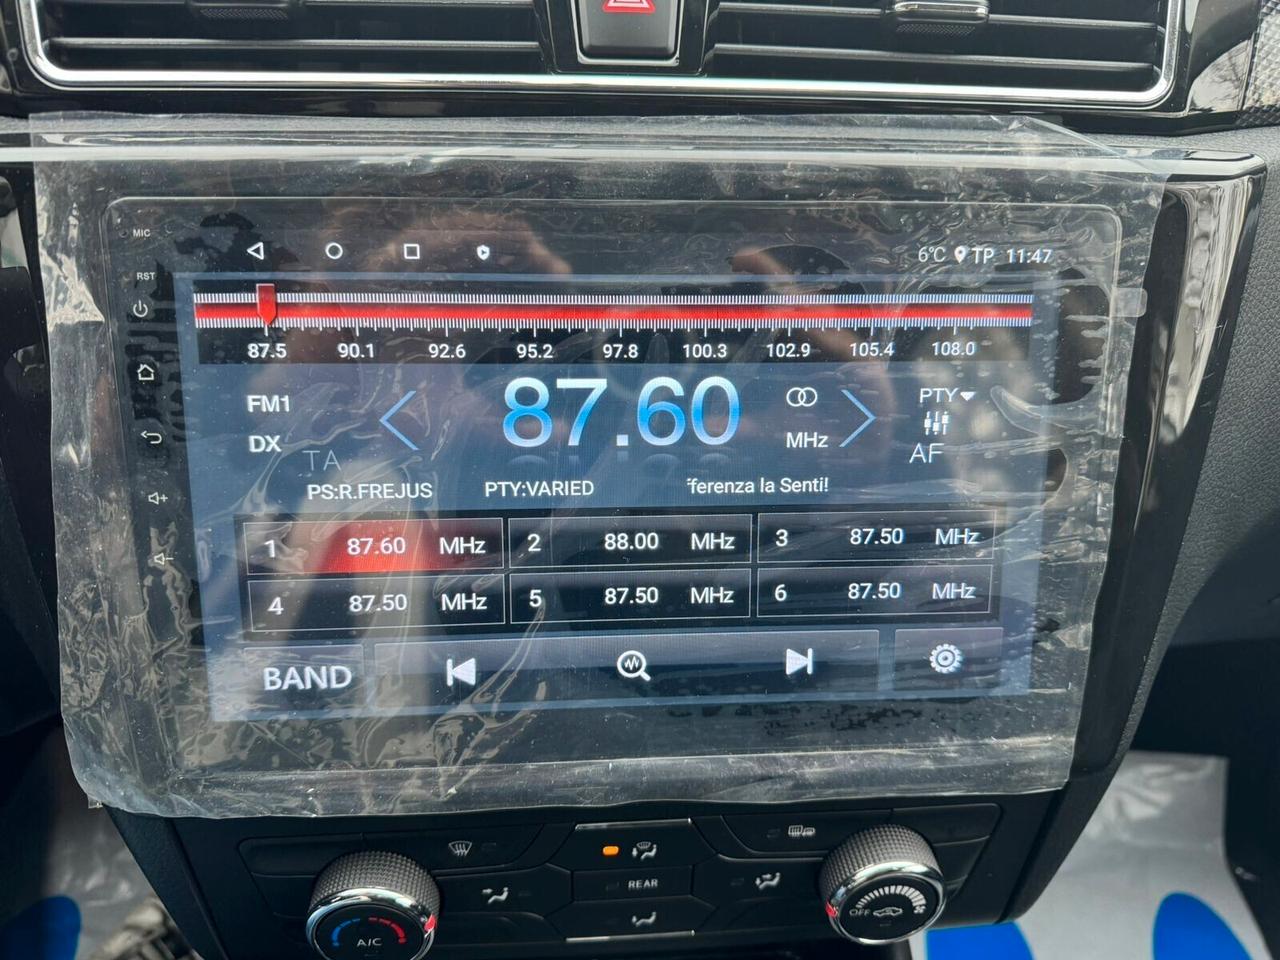 MIC
6°C TP 11:47
RST
87.5 90.1 92.6 95.2 97.8 100.3 102.9 105.4 108.0
FM1 87.60 PTY
DX MHz
TA AF
PS:R.FREJUS PTY:VARIED ferenza la Senti!
1 87.60 MHz 2 88.00 MHz 3 87.50 MHz
4 87.50 MHz 5 87.50 MHz 6 87.50 MHz
BAND
REAR
A/C
OFF